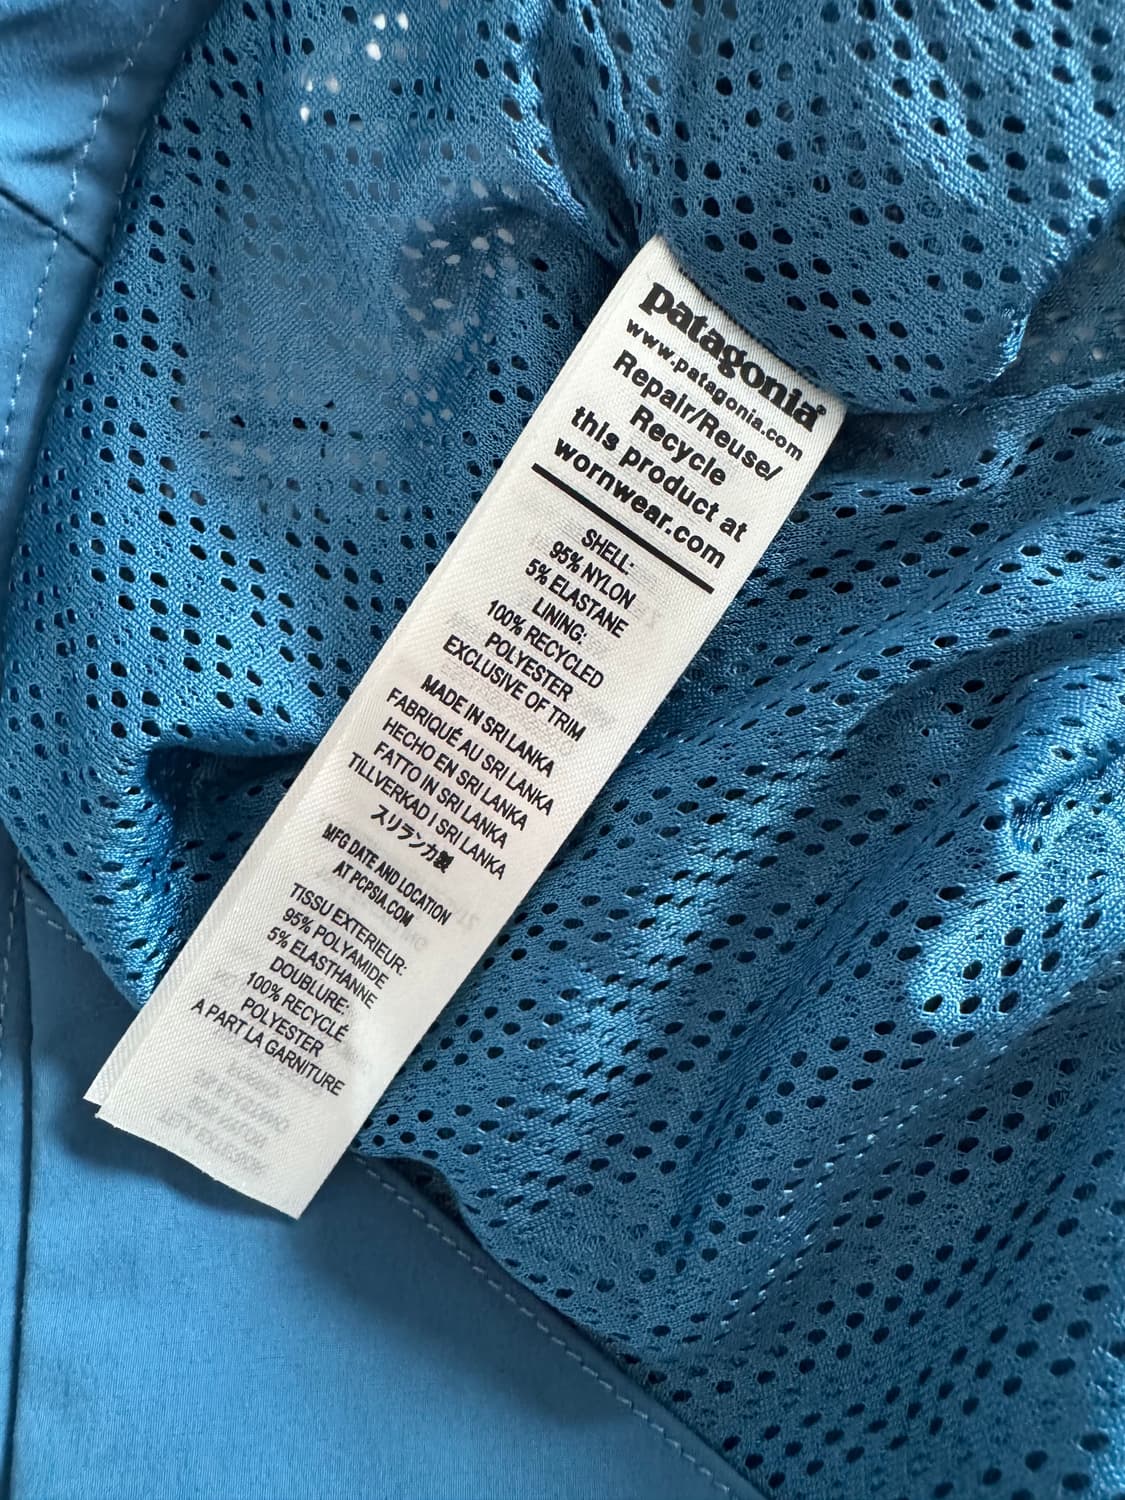 patagonia®
www.patagonia.com
Repair/Reuse/
Recycle
this product at
wornwear.com
SHELL:
95% NYLON
5% ELASTANE
LINING:
100% RECYCLED
POLYESTER
EXCLUSIVE OF TRIM
MADE IN SRI LANKA
FABRIQUÉ AU SRI LANKA
HECHO EN SRI LANKA
FATTO IN SRI LANKA
TILLVERKAD I SRI LANKA
スリランカ製
MFG DATE AND LOCATION
AT PCPSIA.COM
TISSU EXTERIEUR:
95% POLYAMIDE
5% ELASTHANNE
DOUBLURE:
100% RECYCLÉ
POLYESTER
A PART LA GARNITURE